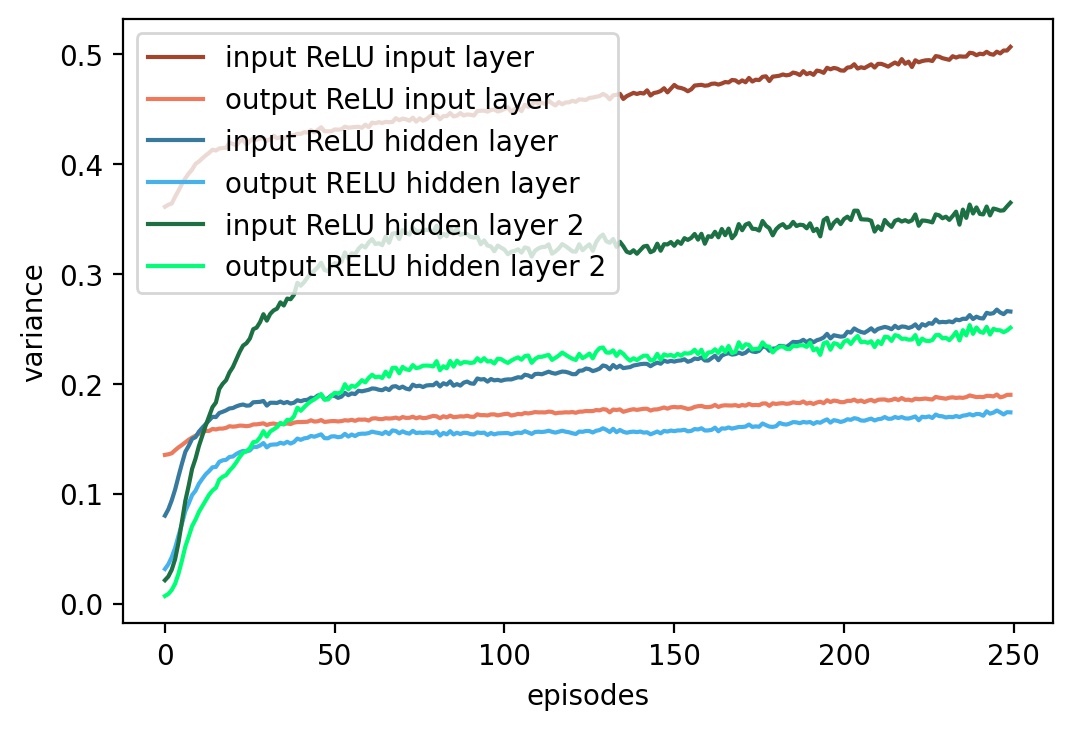 input ReLU input layer
output ReLU input layer
input ReLU hidden layer
output RELU hidden layer
input ReLU hidden layer 2
output RELU hidden layer 2
variance
0.5
0.4
0.3
0.2
0.1
0.0
0 50 100 150 200 250
episodes